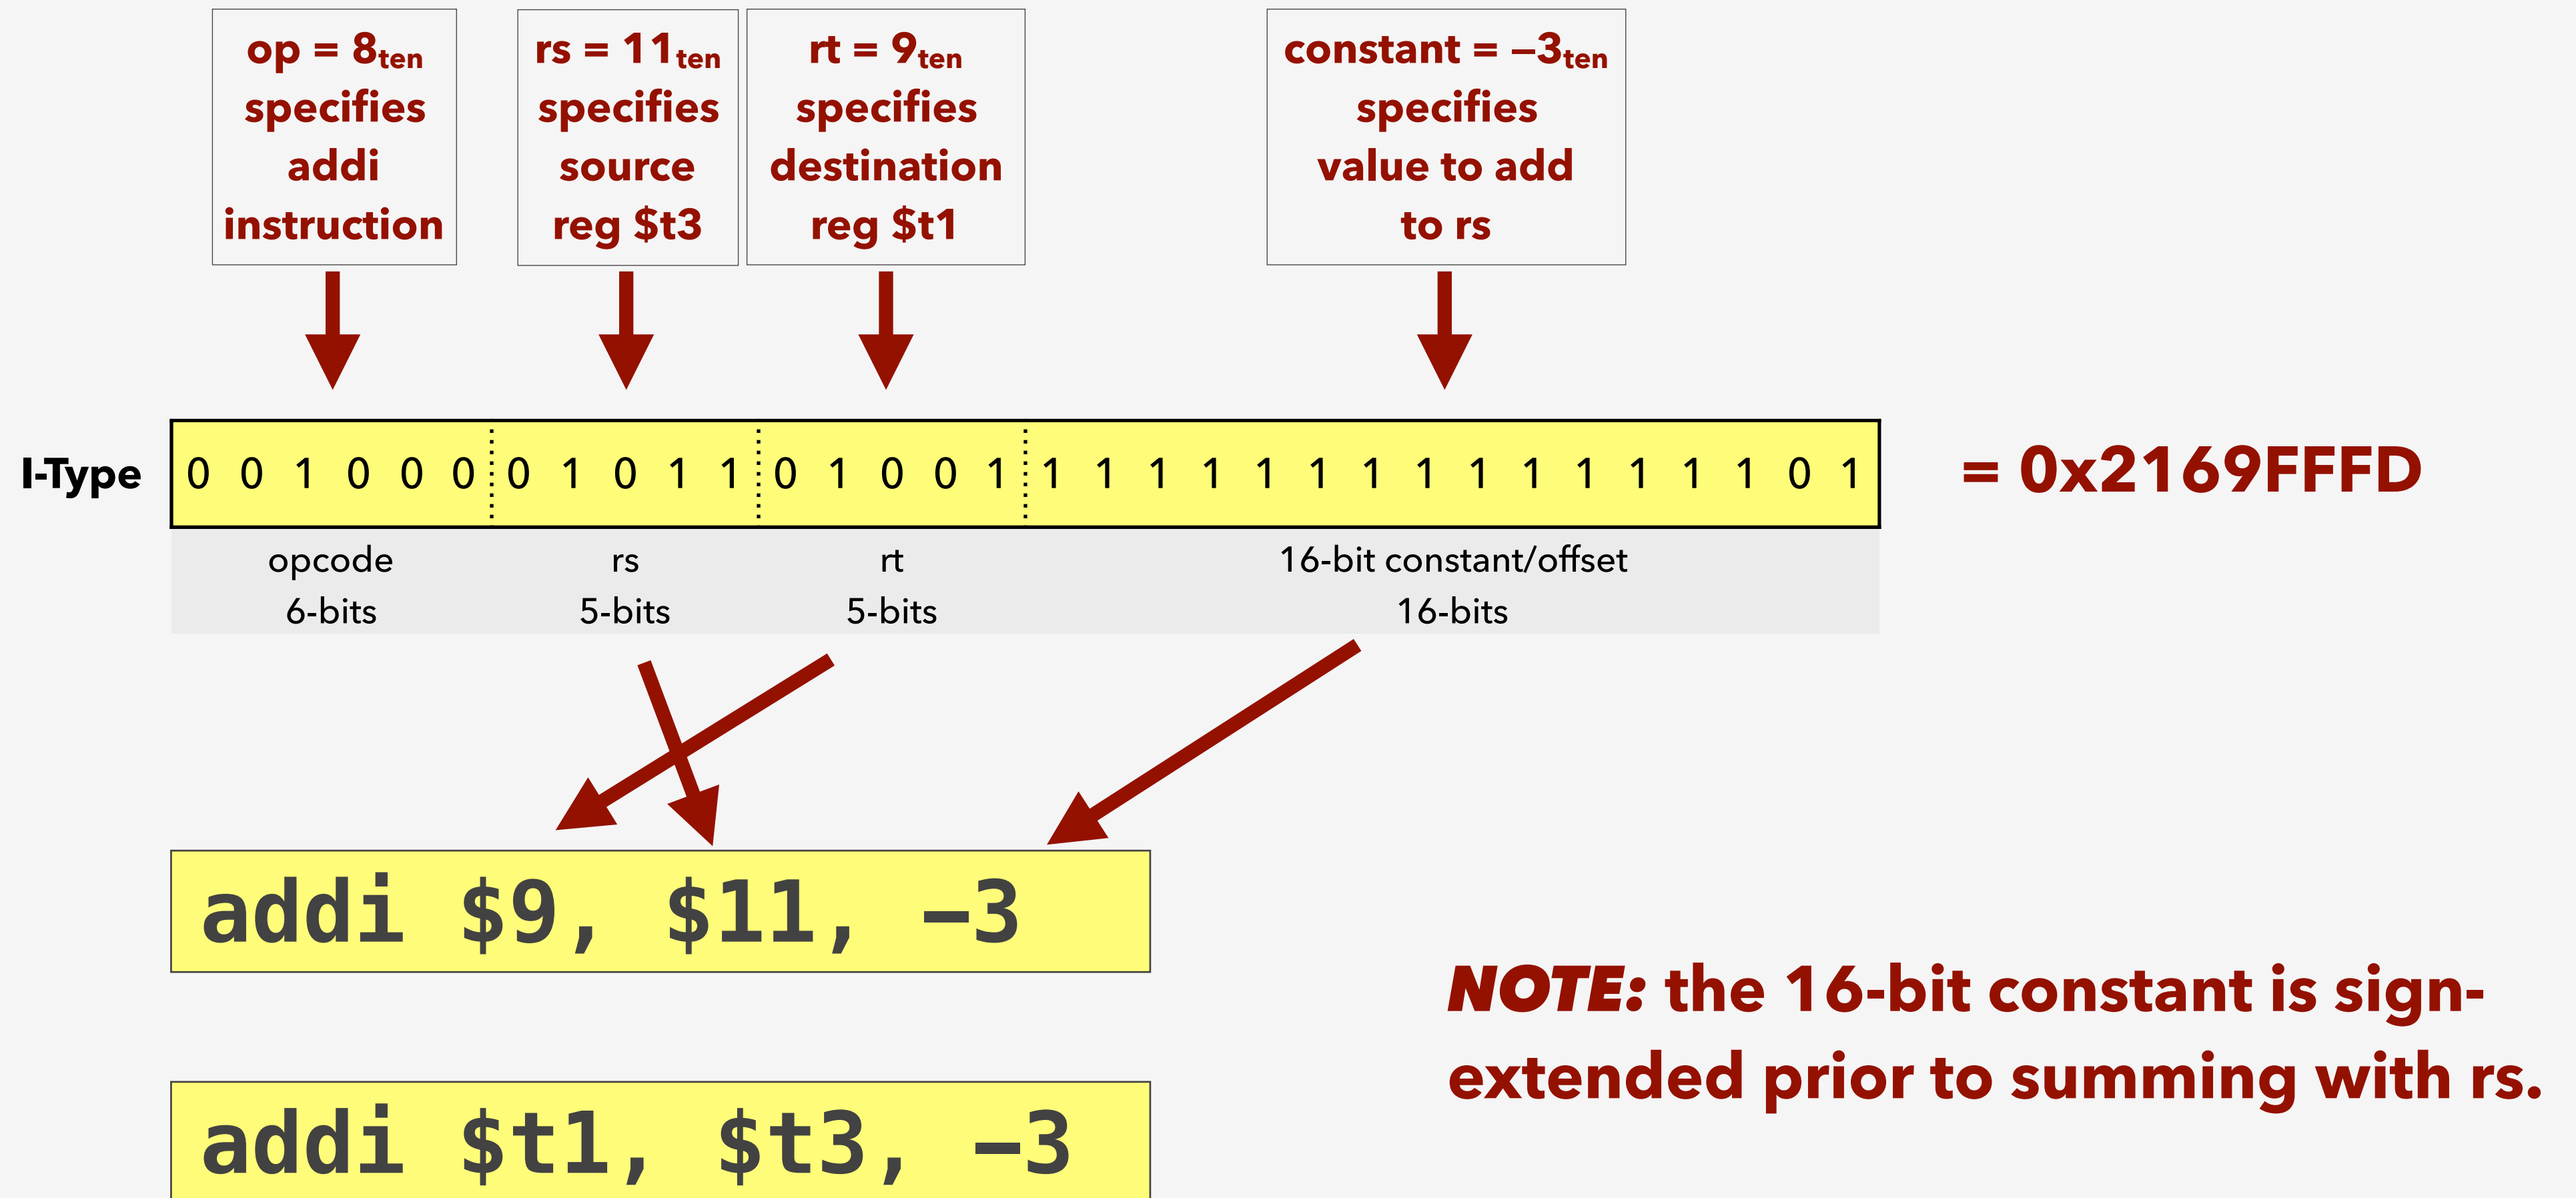 op = 8ten
specifies
addi
instruction
rs = 11ten
specifies
source
reg $t3
rt = 9ten
specifies
destination
reg $t1
constant = –3ten
specifies
value to add
to rs
I-Type 0 0 1 0 0 0 0 1 0 1 1 0 1 0 0 1 1 1 1 1 1 1 1 1 1 1 1 1 1 1 0 1 = 0x2169FFFD
opcode rs rt 16-bit constant/offset
6-bits 5-bits 5-bits 16-bits
addi $9, $11, –3
NOTE: the 16-bit constant is sign-
extended prior to summing with rs.
addi $t1, $t3, –3